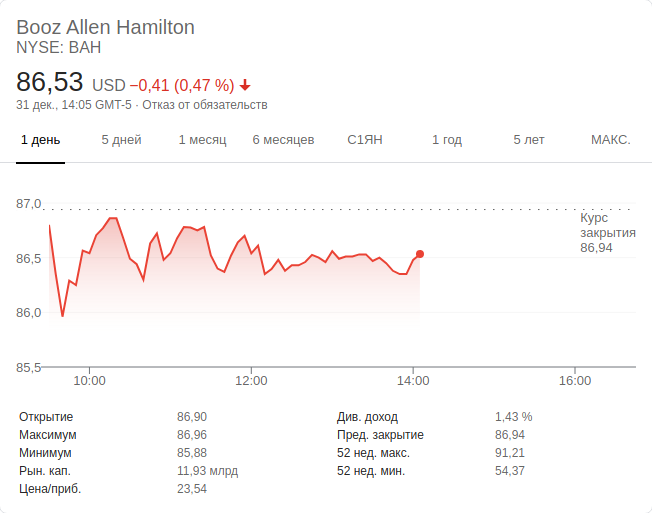 Booz Allen Hamilton
NYSE: BAH
86,53 USD −0,41 (0,47 %)
31 дек., 14:05 GMT-5 · Отказ от обязательств
1 день 5 дней 1 месяц 6 месяцев С1ЯН 1 год 5 лет МАКС.
87,0
86,5
86,0
85,5
Курс
закрытия
86,94
10:00 12:00 14:00 16:00
Открытие 86,90 Див. доход 1,43 %
Максимум 86,96 Пред. закрытие 86,94
Минимум 85,88 52 нед. макс. 91,21
Рын. кап. 11,93 млрд 52 нед. мин. 54,37
Цена/приб. 23,54